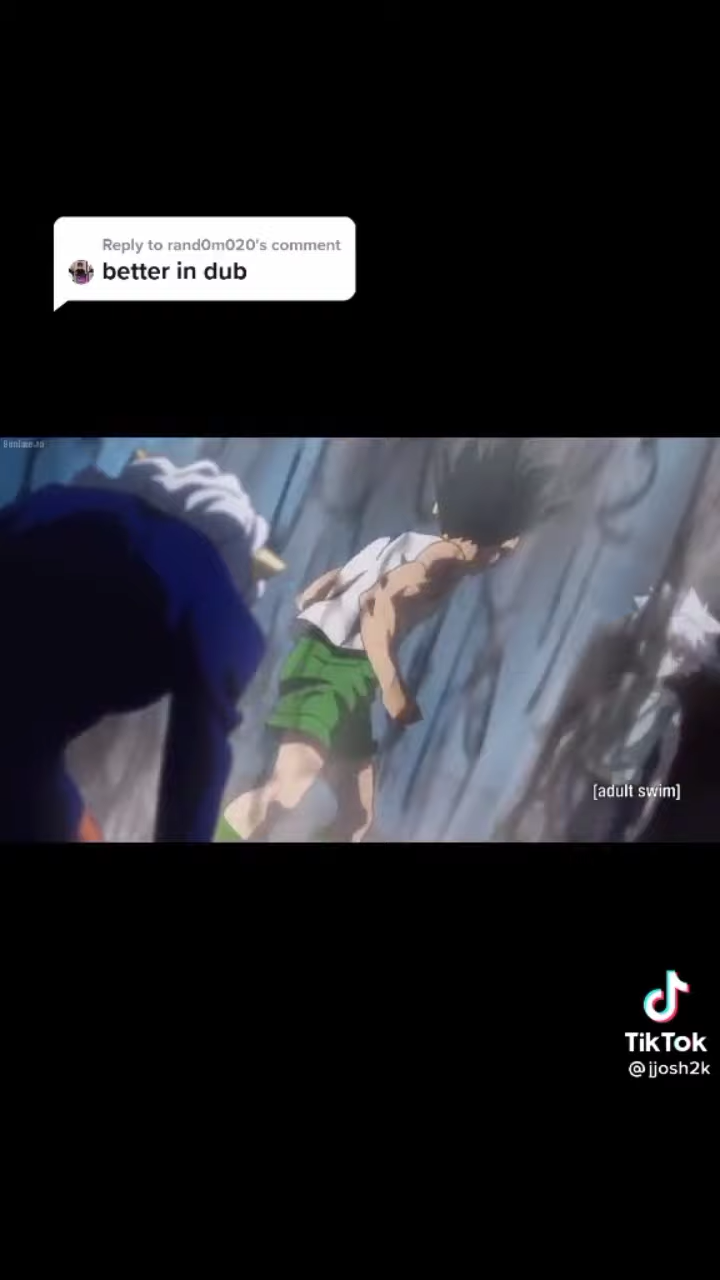 Reply to rand0m020's comment
better in dub
[adult swim]
TikTok
@jjosh2k